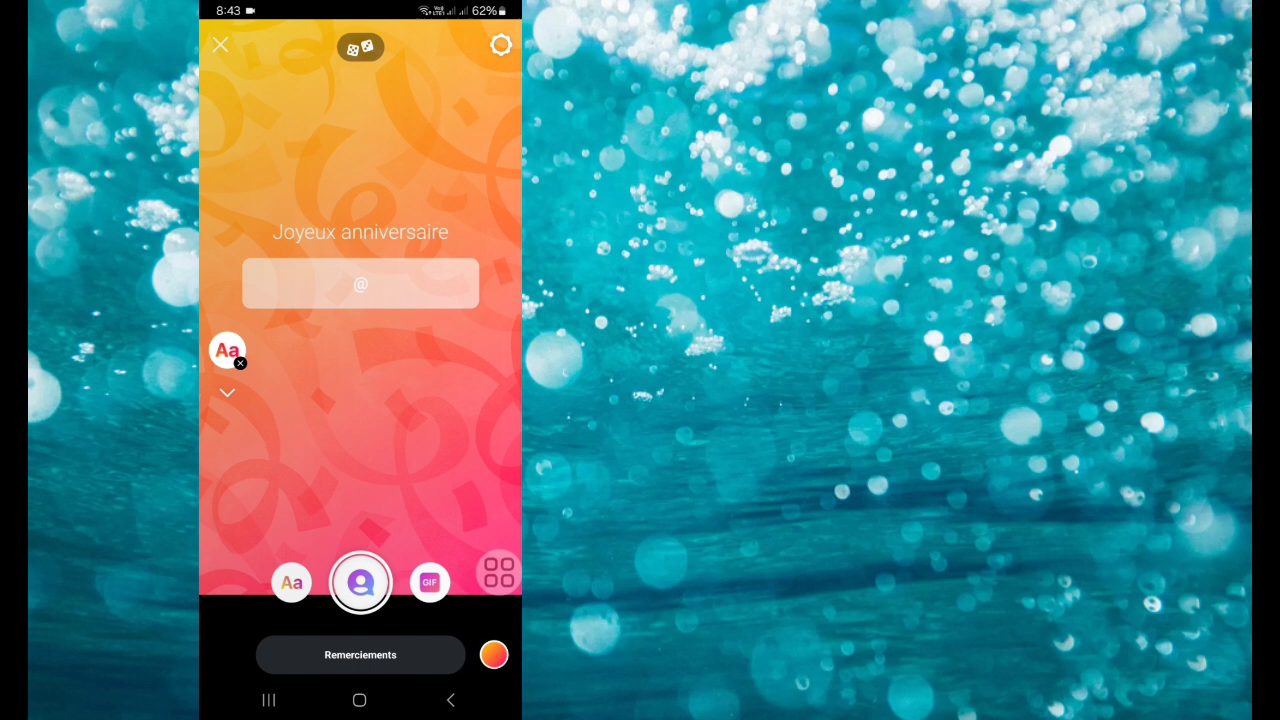 8:43
62%
Joyeux anniversaire
@
Aa
Aa
GIF
Remerciements